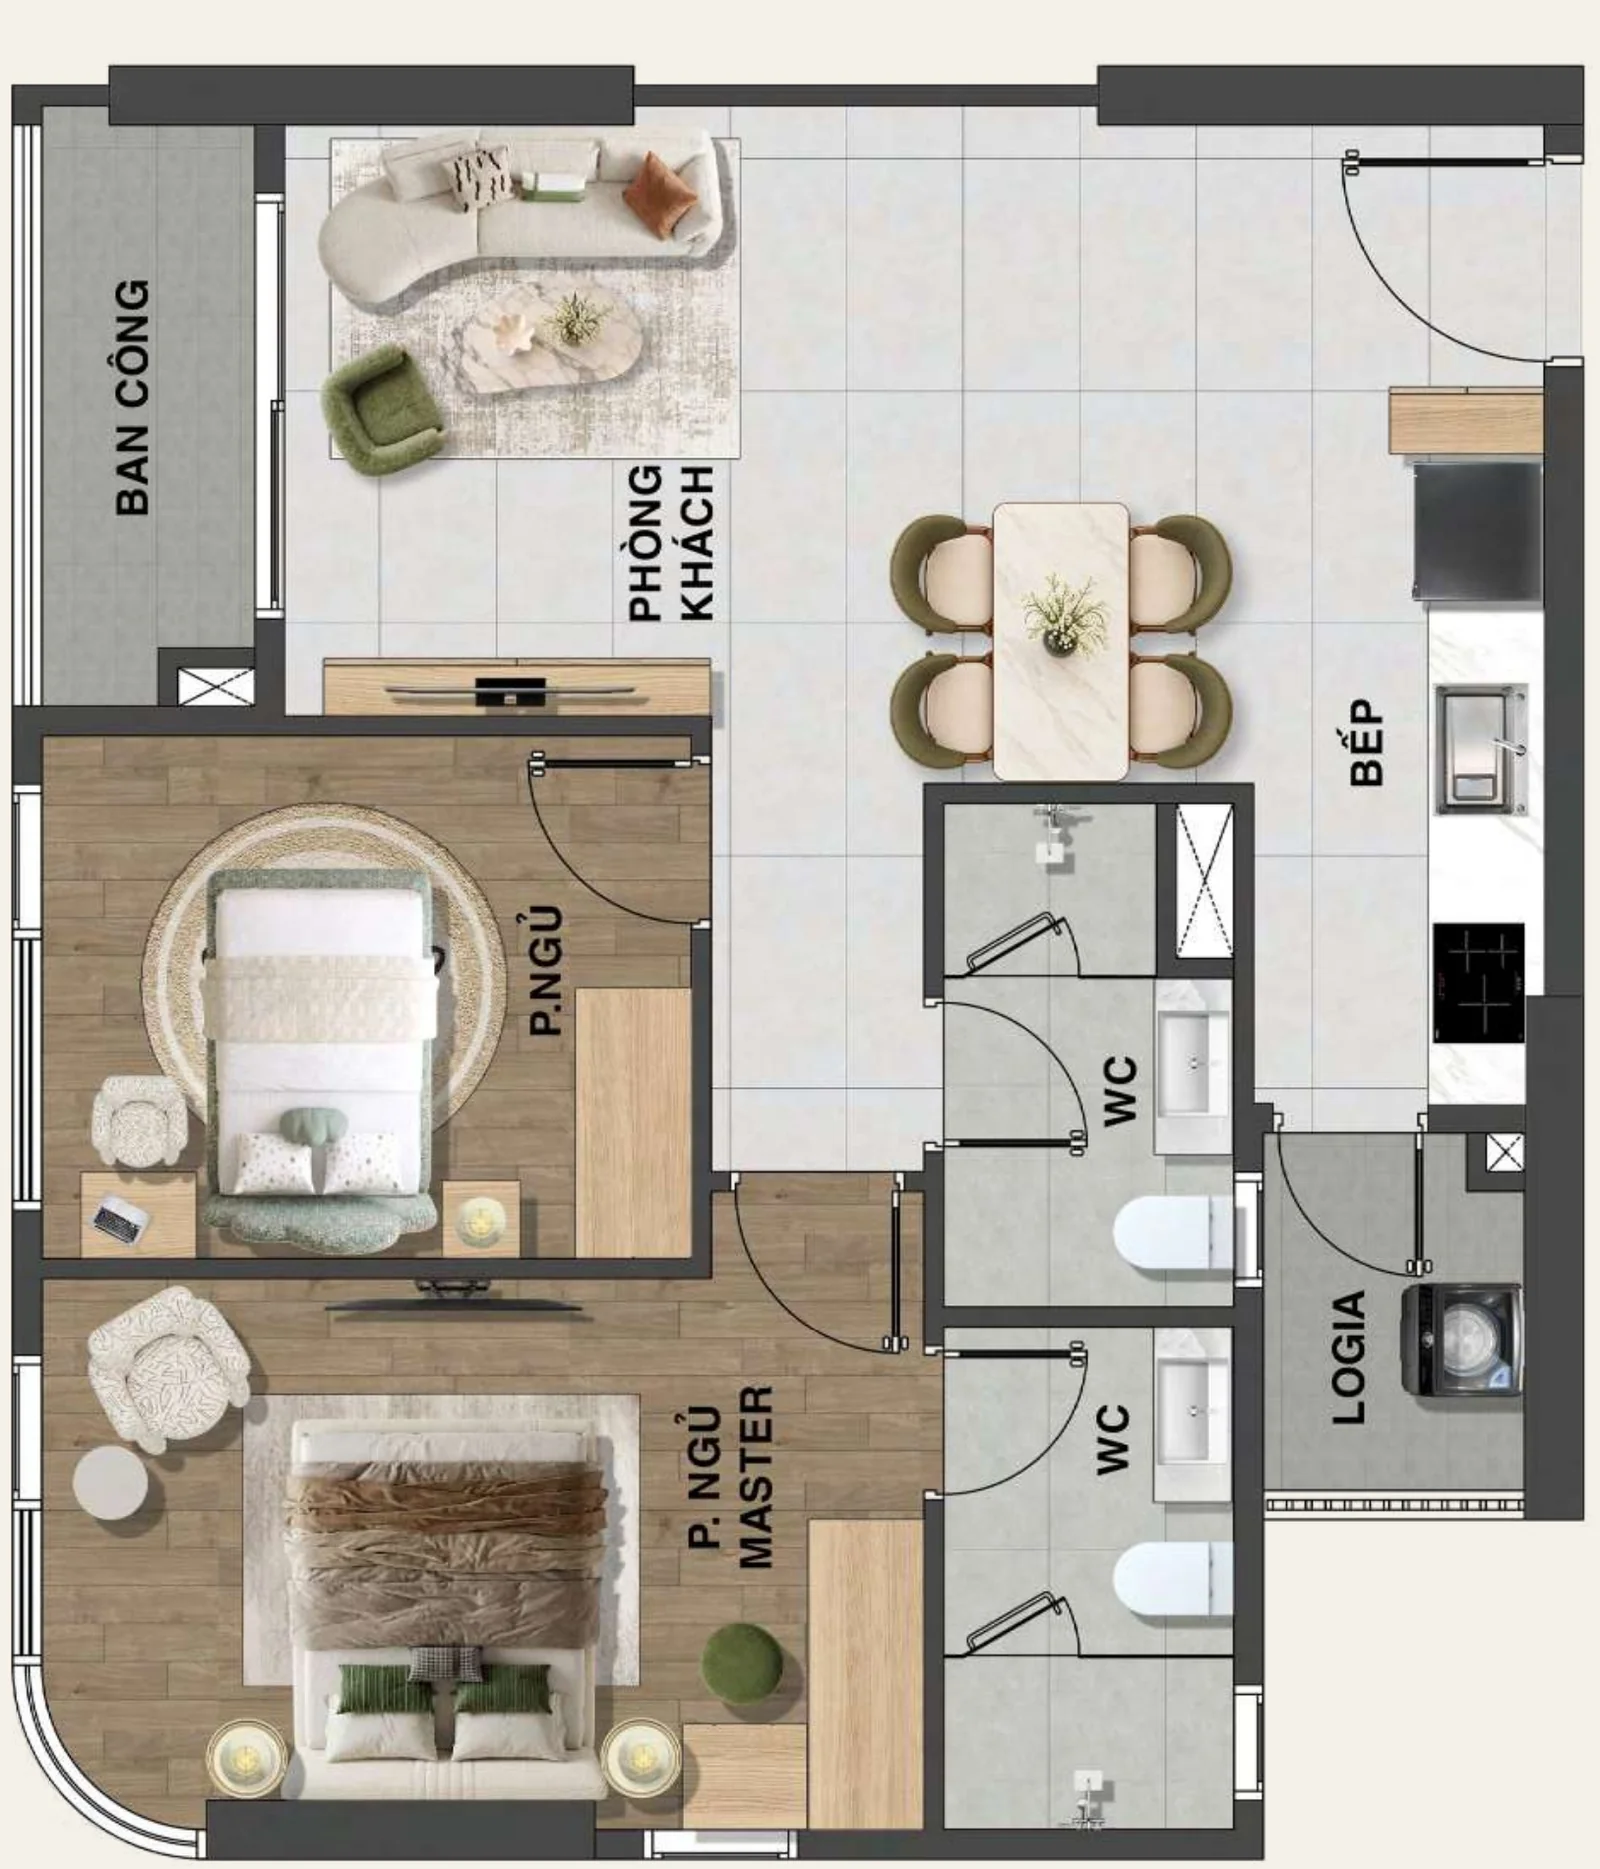 BAN CÔNG
PHÒNG
KHÁCH
BẾP
P.NGỦ
WC
LOGIA
P. NGỦ
MASTER
WC